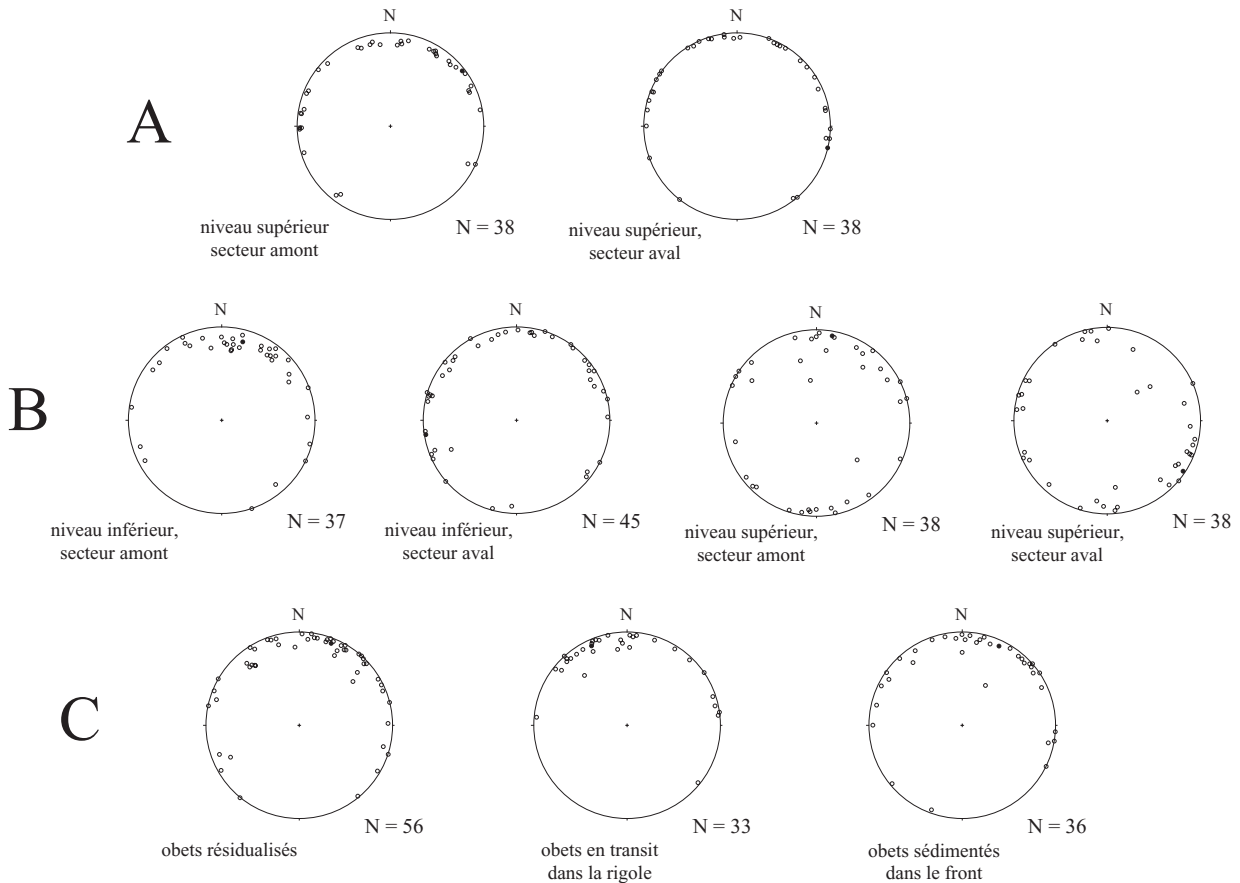 A
N
N
niveau supérieur
secteur amont
N = 38
niveau supérieur,
secteur aval
N = 38
B
N
N
N
N
niveau inférieur,
secteur amont
N = 37
niveau inférieur,
secteur aval
N = 45
niveau supérieur,
secteur amont
N = 38
niveau supérieur,
secteur aval
N = 38
C
N
N
N
obets résidualisés
N = 56
obets en transit
dans la rigole
N = 33
obets sédimentés
dans le front
N = 36